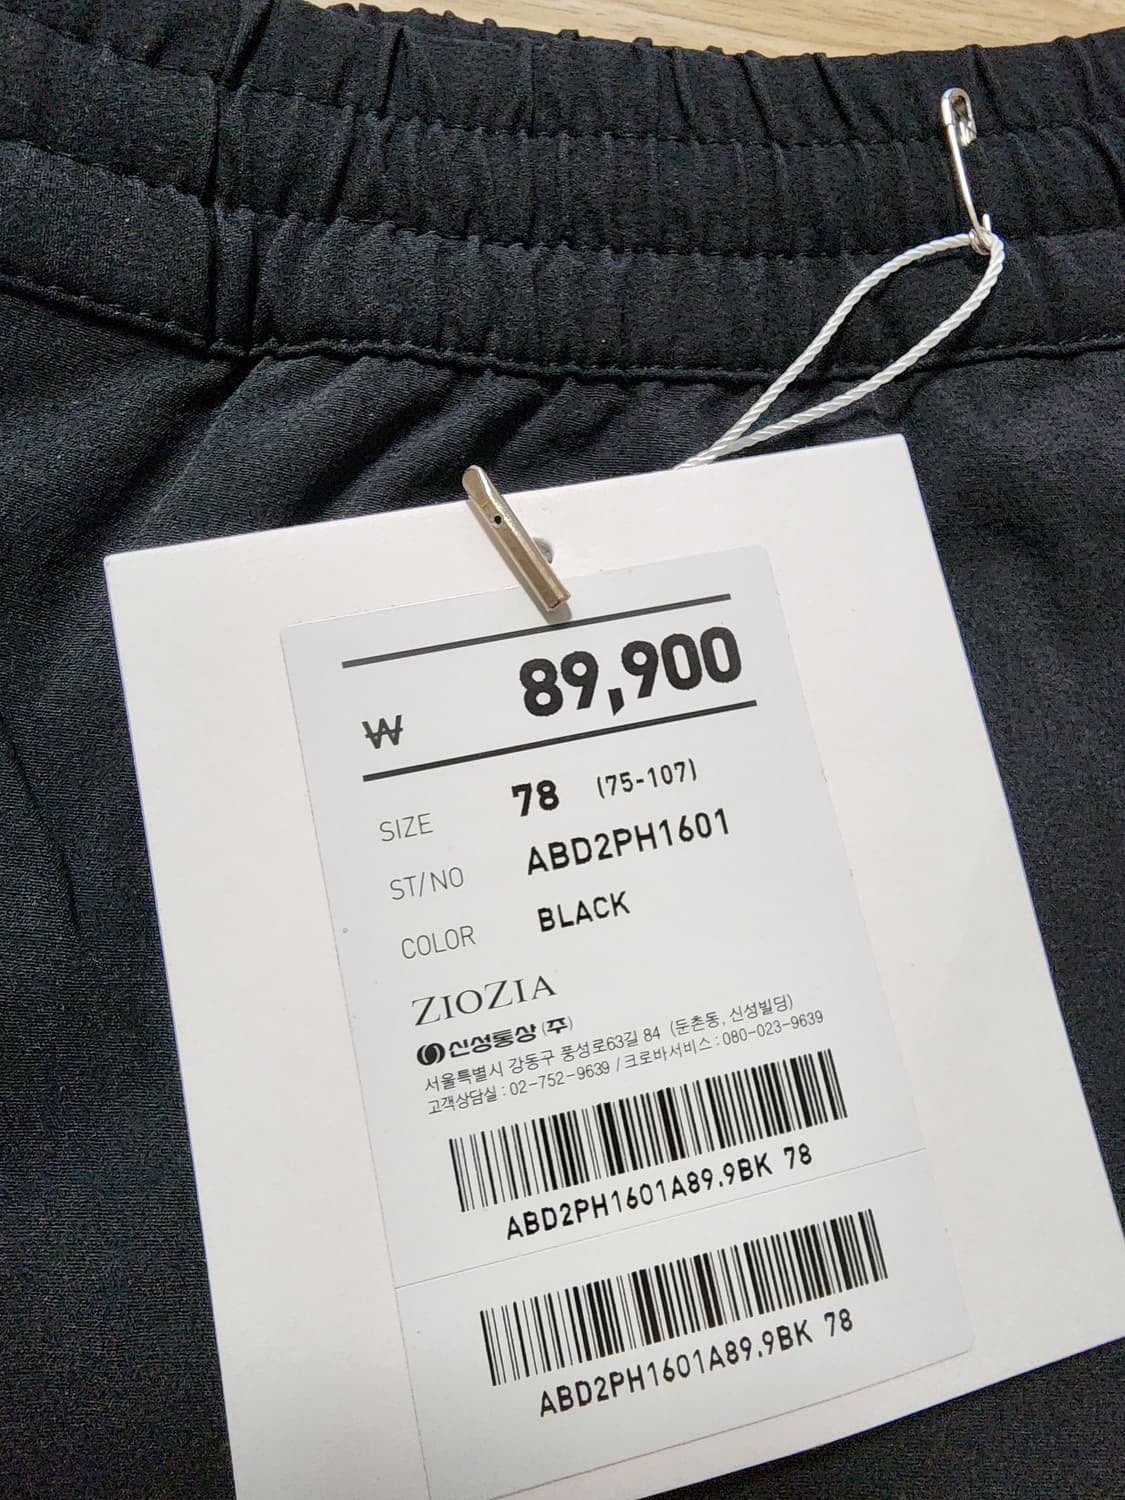 ₩ 89,900
SIZE 78 (75-107)
ST/NO ABD2PH1601
COLOR BLACK
ZIOZIA
신성통상(주)
서울특별시 강동구 풍성로63길 84 (둔촌동, 신성빌딩)
고객상담실 : 02-752-9639 / 크로바서비스 : 080-023-9639
ABD2PH1601A89.9BK 78
ABD2PH1601A89.9BK 78